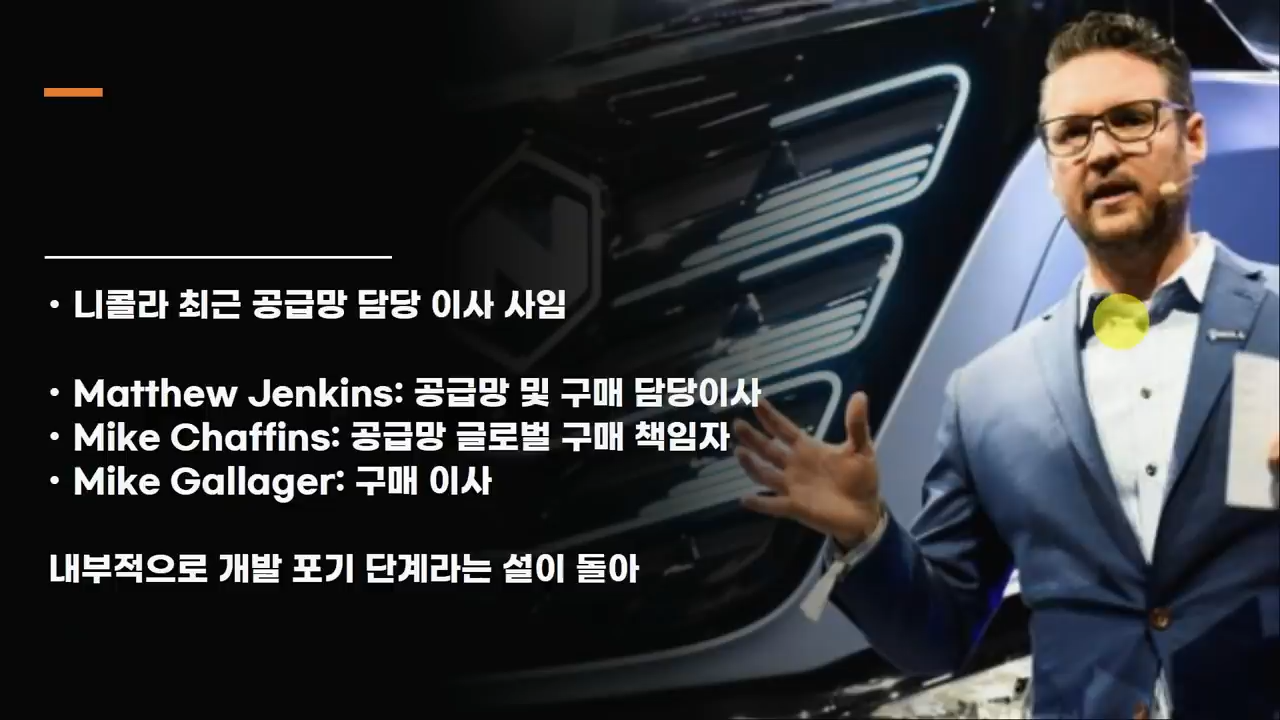 • 니콜라 최근 공급망 담당 이사 사임
• Matthew Jenkins: 공급망 및 구매 담당이사
• Mike Chaffins: 공급망 글로벌 구매 책임자
• Mike Gallager: 구매 이사
내부적으로 개발 포기 단계라는 설이 돌아